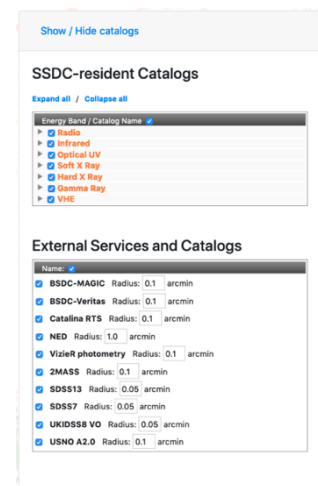 Show / Hide catalogs
SSDC-resident Catalogs
Expand all / Collapse all
Energy Band / Catalog Name
Radio
Infrared
Optical UV
Soft X Ray
Hard X Ray
Gamma Ray
VHE
External Services and Catalogs
Name:
BSDC-MAGIC Radius: 0.1 arcmin
BSDC-Veritas Radius: 0.1 arcmin
Catalina RTS Radius: 0.1 arcmin
NED Radius: 1.0 arcmin
VizieR photometry Radius: 0.1 arcmin
2MASS Radius: 0.1 arcmin
SDSS13 Radius: 0.05 arcmin
SDSS7 Radius: 0.05 arcmin
UKIDSS8 VO Radius: 0.05 arcmin
USNO A2.0 Radius: 0.1 arcmin